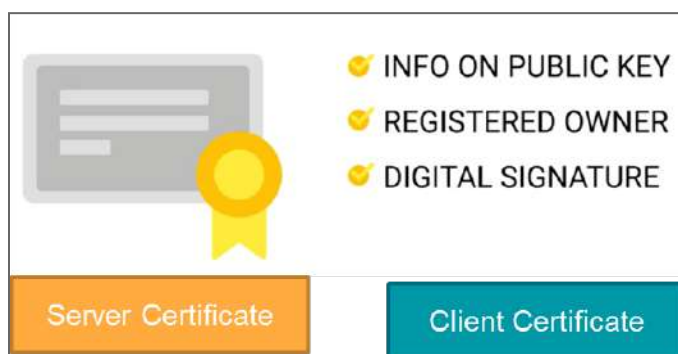 INFO ON PUBLIC KEY
REGISTERED OWNER
DIGITAL SIGNATURE
Server Certificate
Client Certificate